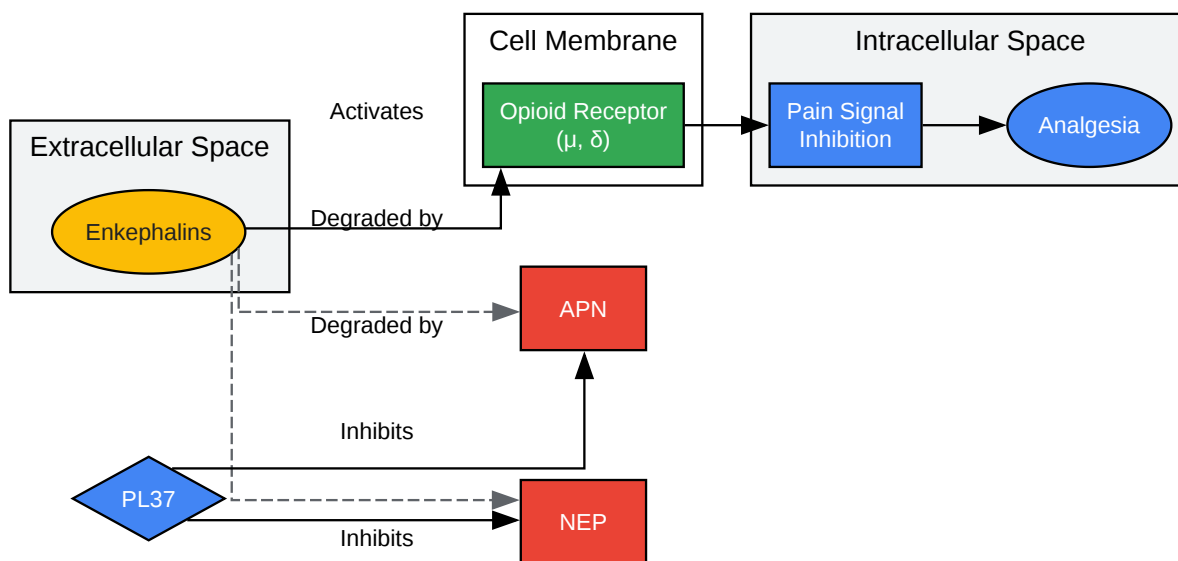 Cell Membrane
Intracellular Space
Activates
Opioid Receptor
(μ, δ)
Pain Signal
Inhibition
Analgesia
Extracellular Space
Enkephalins
Degraded by
APN
Degraded by
Inhibits
PL37
NEP
Inhibits